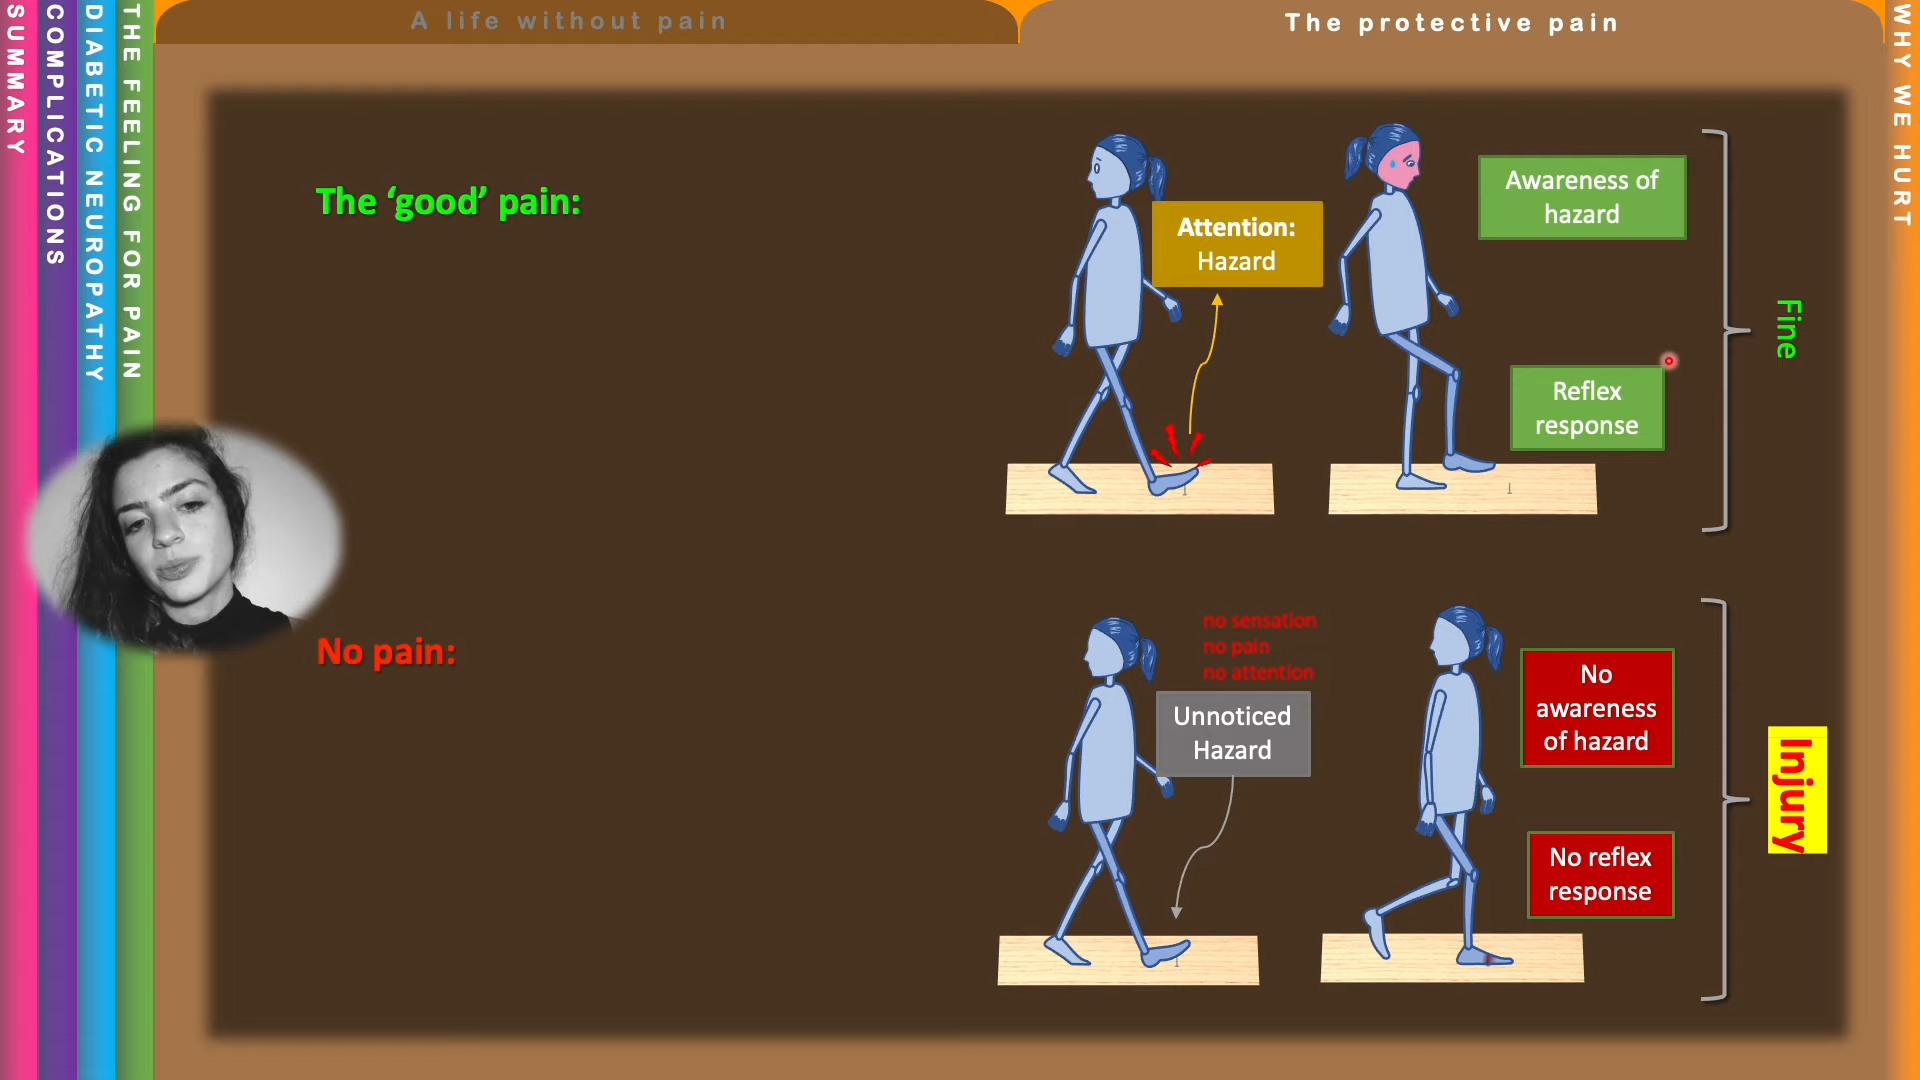 SUMMARY
COMPLICATIONS
DIABETIC NEUROPATHY
THE FEELING FOR PAIN
A life without pain
The protective pain
WHY WE HURT
The ‘good’ pain:
Attention:
Hazard
Awareness of
hazard
Reflex
response
Fine
No pain:
no sensation
no pain
no attention
Unnoticed
Hazard
No
awareness
of hazard
No reflex
response
Injury